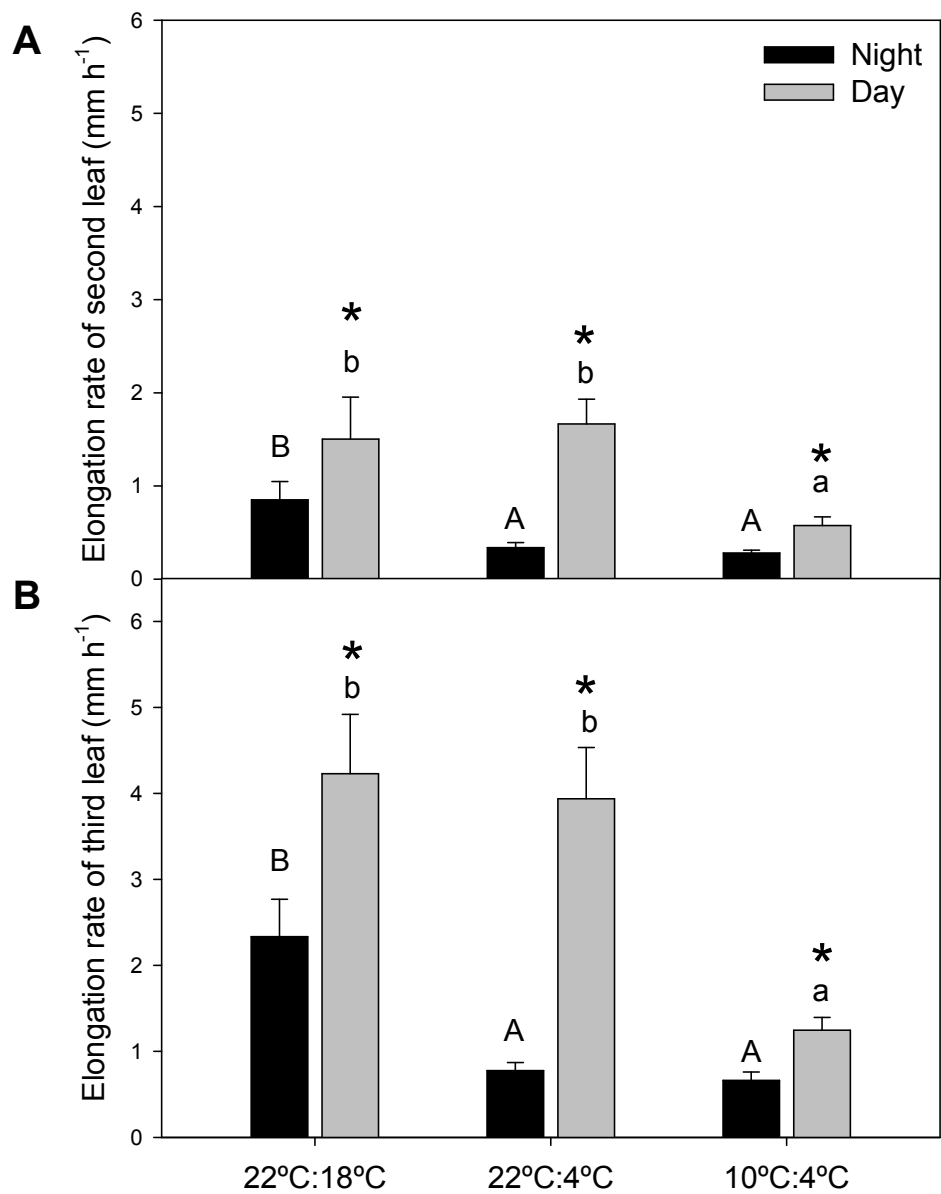 A
Elongation rate of second leaf (mm h-1)
6
5
4
3
2
1
0
Night
Day
B
*
b
A
*
b
A
*
a
B
Elongation rate of third leaf (mm h-1)
6
5
4
3
2
1
0
B
*
b
A
*
b
A
*
a
22ºC:18ºC
22ºC:4ºC
10ºC:4ºC